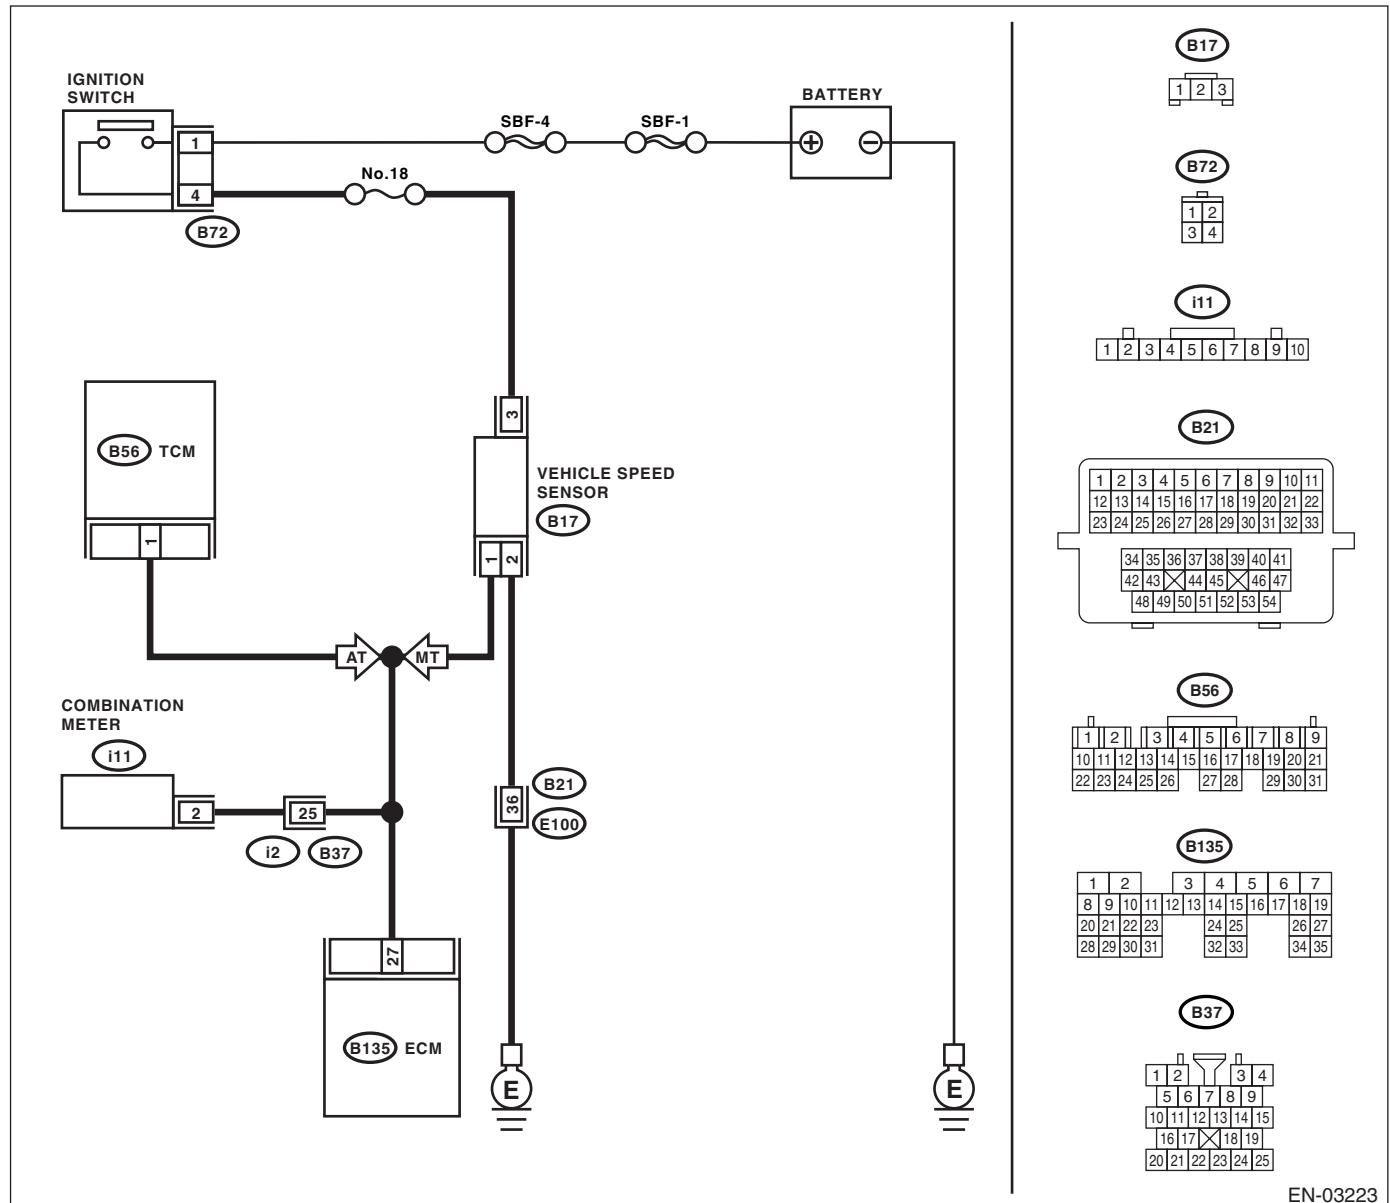 IGNITION
SWITCH
1
4
B72
No.18
SBF-4
SBF-1
BATTERY
+
−
B56 TCM
1
3
VEHICLE SPEED
SENSOR
B17
1 2
AT
MT
COMBINATION
METER
i11
2
25
i2
B37
36
B21
E100
27
B135 ECM
E
E
B17
1 2 3
B72
1 2
3 4
i11
1 2 3 4 5 6 7 8 9 10
B21
1 2 3 4 5 6 7 8 9 10 11
12 13 14 15 16 17 18 19 20 21 22
23 24 25 26 27 28 29 30 31 32 33
34 35 36 37 38 39 40 41
42 43 44 45 46 47
48 49 50 51 52 53 54
B56
1 2 3 4 5 6 7 8 9
10 11 12 13 14 15 16 17 18 19 20 21
22 23 24 25 26 27 28 29 30 31
B135
1 2 3 4 5 6 7
8 9 10 11 12 13 14 15 16 17 18 19
20 21 22 23 24 25 26 27
28 29 30 31 32 33 34 35
B37
1 2 3 4
5 6 7 8 9
10 11 12 13 14 15
16 17 18 19
20 21 22 23 24 25
EN-03223